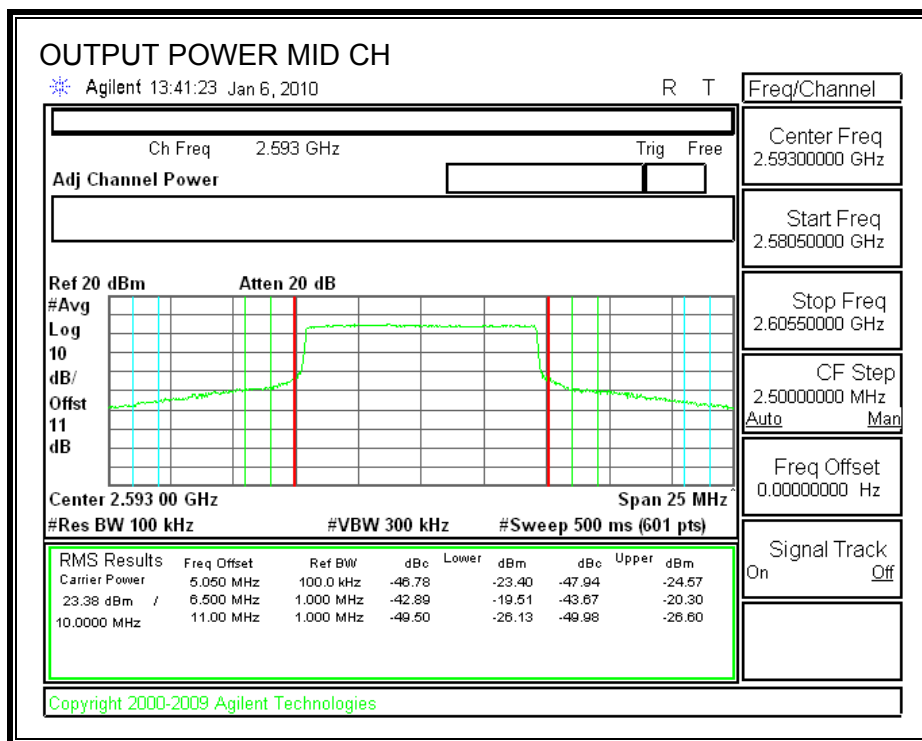 OUTPUT POWER MID CH
Agilent 13:41:23 Jan 6, 2010 R T
Freq/Channel
Ch Freq 2.593 GHz Trig Free
Adj Channel Power
Center Freq
2.59300000 GHz
Start Freq
2.58050000 GHz
Stop Freq
2.60550000 GHz
CF Step
2.50000000 MHz
Auto Man
Freq Offset
0.00000000 Hz
Signal Track
On Off
Ref 20 dBm Atten 20 dB
#Avg
Log
10
dB/
Offst
11
dB
Center 2.593 00 GHz Span 25 MHz
#Res BW 100 kHz #VBW 300 kHz #Sweep 500 ms (601 pts)
RMS Results Freq Offset Ref BW dBc Lower dBm dBc Upper dBm
Carrier Power 5.050 MHz 100.0 kHz -46.78 -23.40 -47.94 -24.57
23.38 dBm / 6.500 MHz 1.000 MHz -42.89 -19.51 -43.67 -20.30
10.0000 MHz 11.00 MHz 1.000 MHz -49.50 -26.13 -49.98 -26.60
Copyright 2000-2009 Agilent Technologies